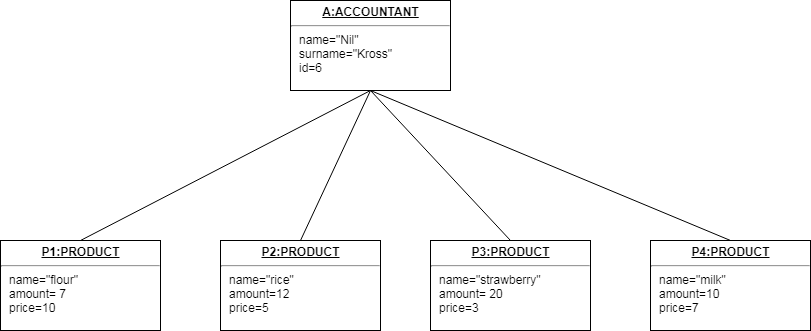 A:ACCOUNTANT
name="Nil"
surname="Kross"
id=6
P1:PRODUCT
name="flour"
amount= 7
price=10
P2:PRODUCT
name="rice"
amount=12
price=5
P3:PRODUCT
name="strawberry"
amount= 20
price=3
P4:PRODUCT
name="milk"
amount=10
price=7